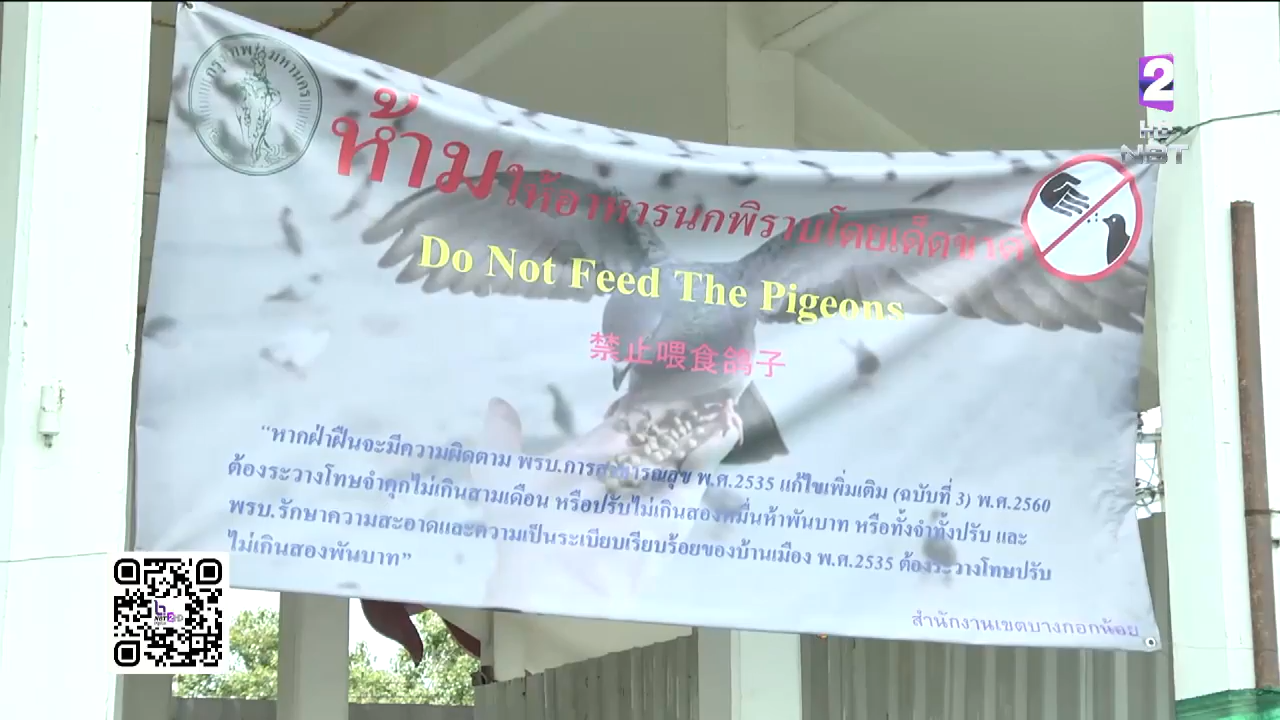 กรุงเทพมหานคร
ห้ามให้อาหารนกพิราบโดยเด็ดขาด
Do Not Feed The Pigeons
禁止喂食鸽子
“หากฝ่าฝืนจะมีความผิดตาม พรบ.การสาธารณสุข พ.ศ.2535 แก้ไขเพิ่มเติม (ฉบับที่ 3) พ.ศ.2560
ต้องระวางโทษจำคุกไม่เกินสามเดือน หรือปรับไม่เกินสองหมื่นห้าพันบาท หรือทั้งจำทั้งปรับ และ
พรบ.รักษาความสะอาดและความเป็นระเบียบเรียบร้อยของบ้านเมือง พ.ศ.2535 ต้องระวางโทษปรับ
ไม่เกินสองพันบาท”
สำนักงานเขตบางกอกน้อย
2
NBT